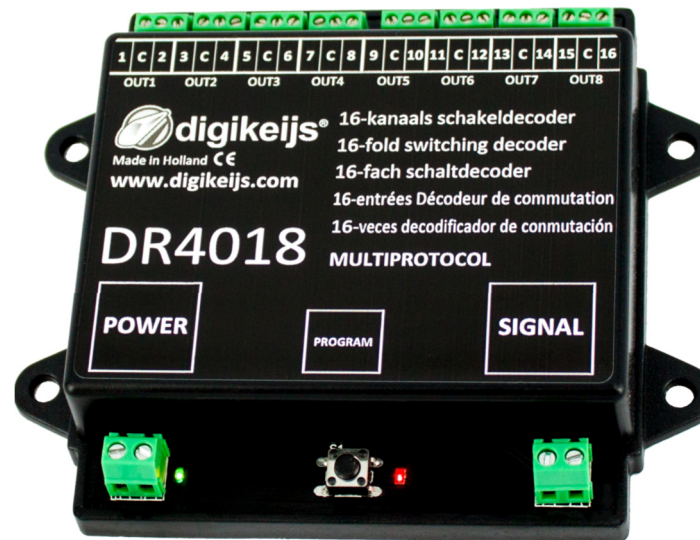 1 C 2 3 C 4 5 C 6 7 C 8 9 C 10 11 C 12 13 C 14 15 C 16
OUT1 OUT2 OUT3 OUT4 OUT5 OUT6 OUT7 OUT8
digikeijs®
Made in Holland CE
www.digikeijs.com
16-kanaals schakeldecoder
16-fold switching decoder
16-fach schaltdecoder
16-entrées Décodeur de commutation
16-veces decodificador de conmutación
DR4018 MULTIPROTOCOL
POWER
PROGRAM
SIGNAL